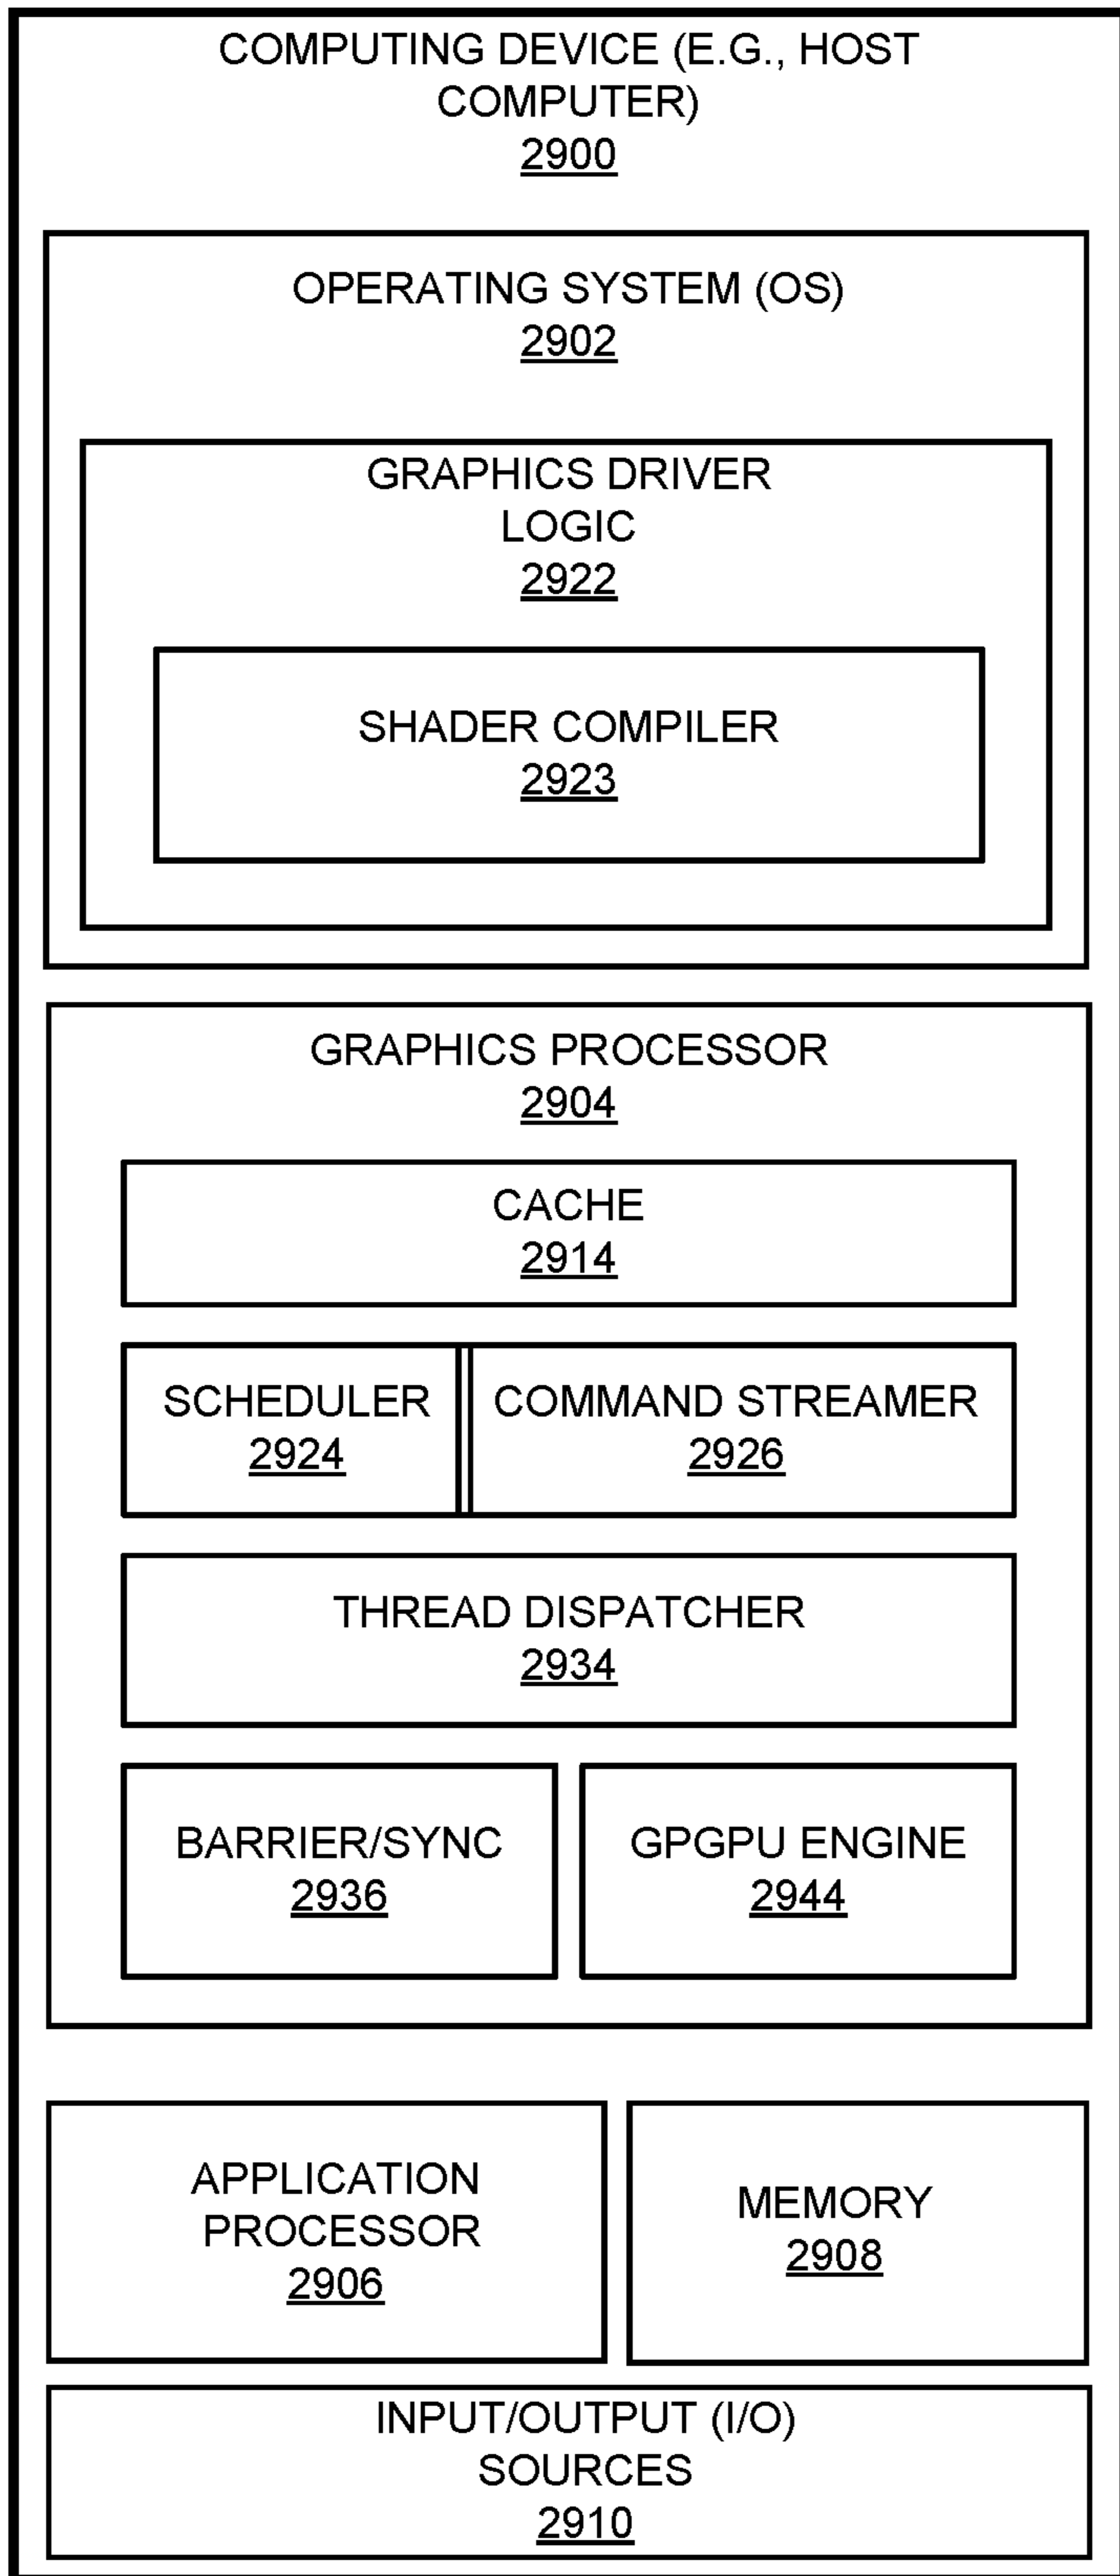 COMPUTING DEVICE (E.G., HOST
COMPUTER)
2900
OPERATING SYSTEM (OS)
2902
GRAPHICS DRIVER
LOGIC
2922
SHADER COMPILER
2923
GRAPHICS PROCESSOR
2904
CACHE
2914
SCHEDULER
2924
COMMAND STREAMER
2926
THREAD DISPATCHER
2934
BARRIER/SYNC
2936
GPGPU ENGINE
2944
APPLICATION
PROCESSOR
2906
MEMORY
2908
INPUT/OUTPUT (I/O)
SOURCES
2910